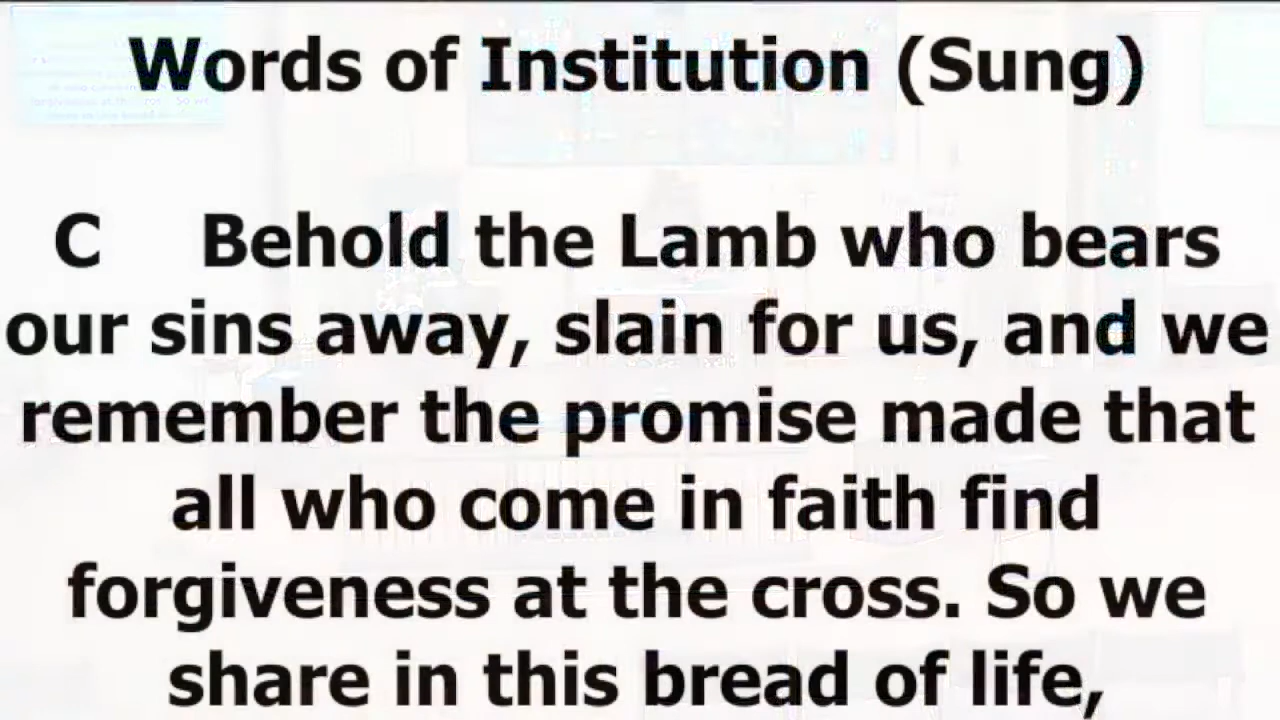 Words of Institution (Sung)
C Behold the Lamb who bears
our sins away, slain for us, and we
remember the promise made that
all who come in faith find
forgiveness at the cross. So we
share in this bread of life,